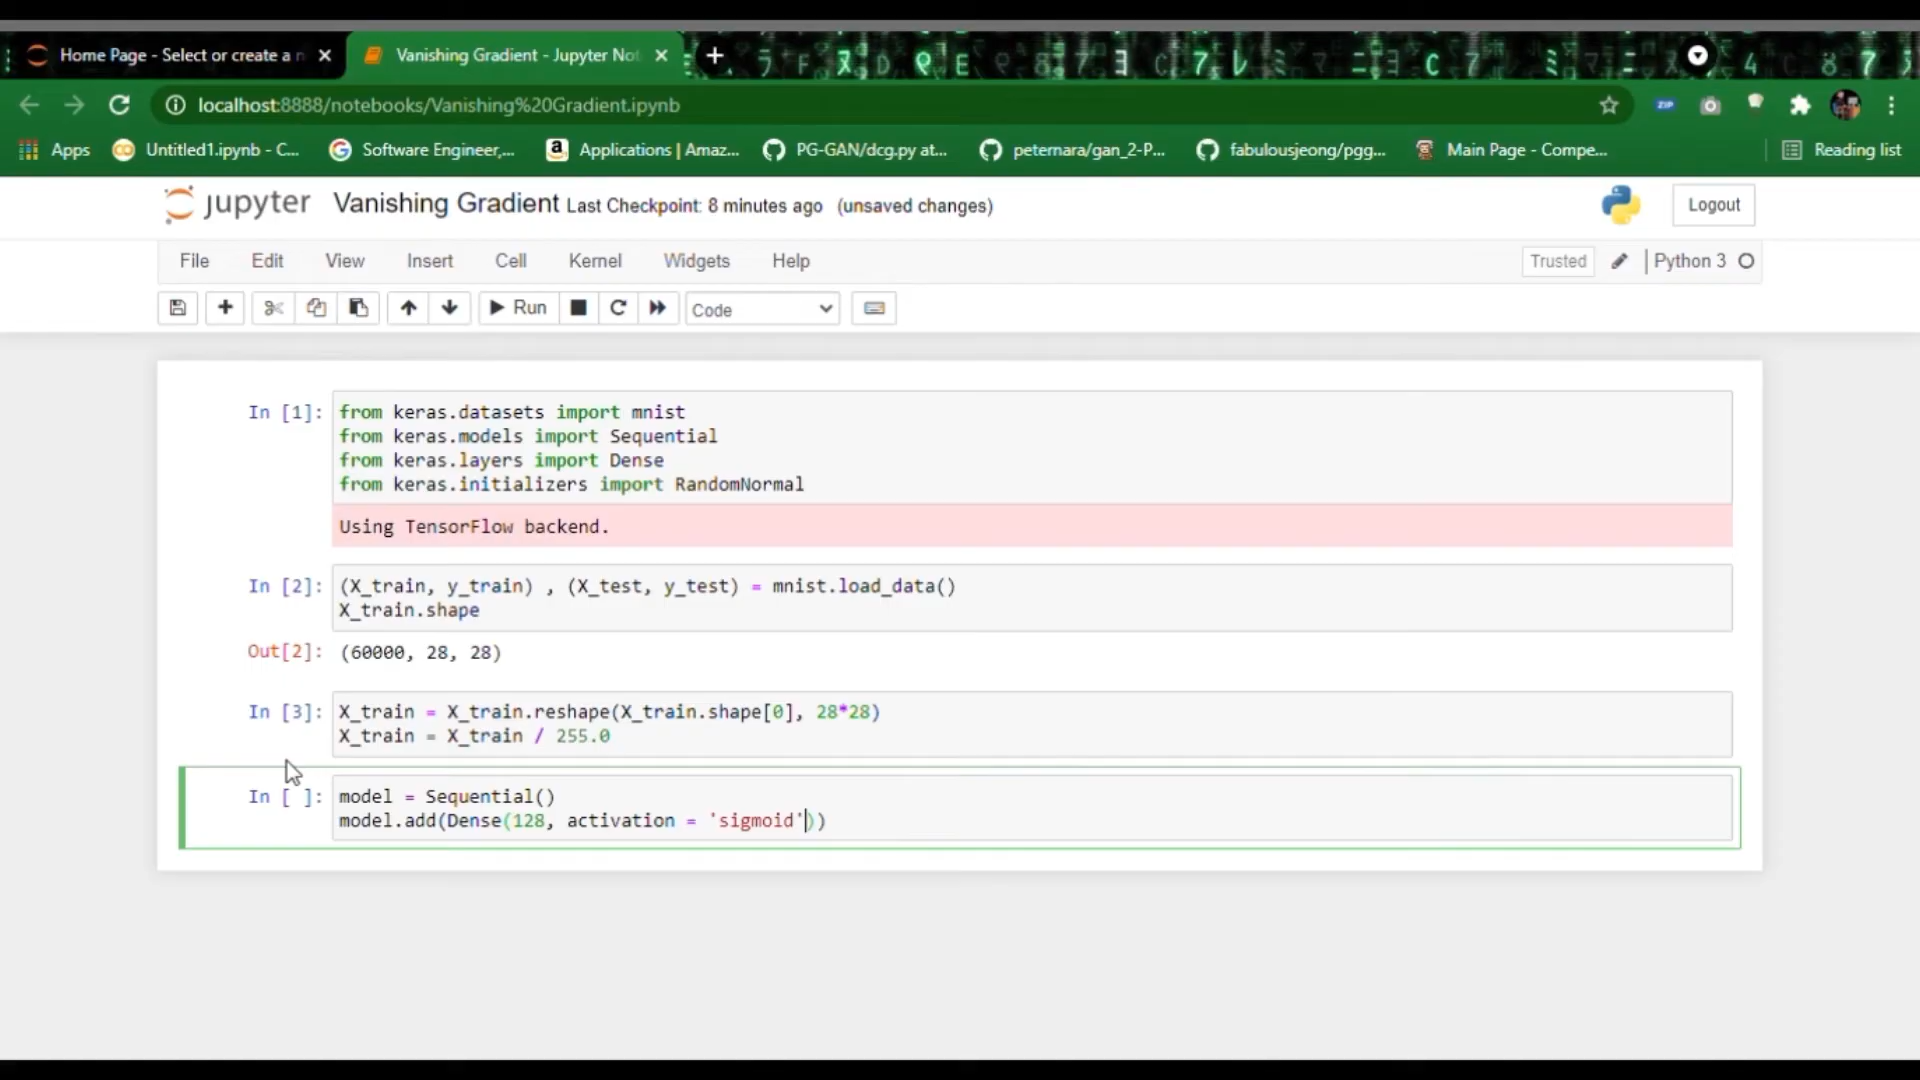 Home Page - Select or create a n
Vanishing Gradient - Jupyter Not
localhost:8888/notebooks/Vanishing%20Gradient.ipynb
ZIP
Apps
Untitled1.ipynb - C...
Software Engineer,...
Applications | Amaz...
PG-GAN/dcg.py at...
peternara/gan_2-P...
fabulousjeong/pgg...
Main Page - Compe...
Reading list
jupyter Vanishing Gradient Last Checkpoint: 8 minutes ago (unsaved changes)
Logout
File Edit View Insert Cell Kernel Widgets Help
Trusted
Python 3
Run
Code
In [1]: from keras.datasets import mnist
from keras.models import Sequential
from keras.layers import Dense
from keras.initializers import RandomNormal
Using TensorFlow backend.
In [2]: (X_train, y_train) , (X_test, y_test) = mnist.load_data()
X_train.shape
Out[2]: (60000, 28, 28)
In [3]: X_train = X_train.reshape(X_train.shape[0], 28*28)
X_train = X_train / 255.0
In [ ]: model = Sequential()
model.add(Dense(128, activation = 'sigmoid'))